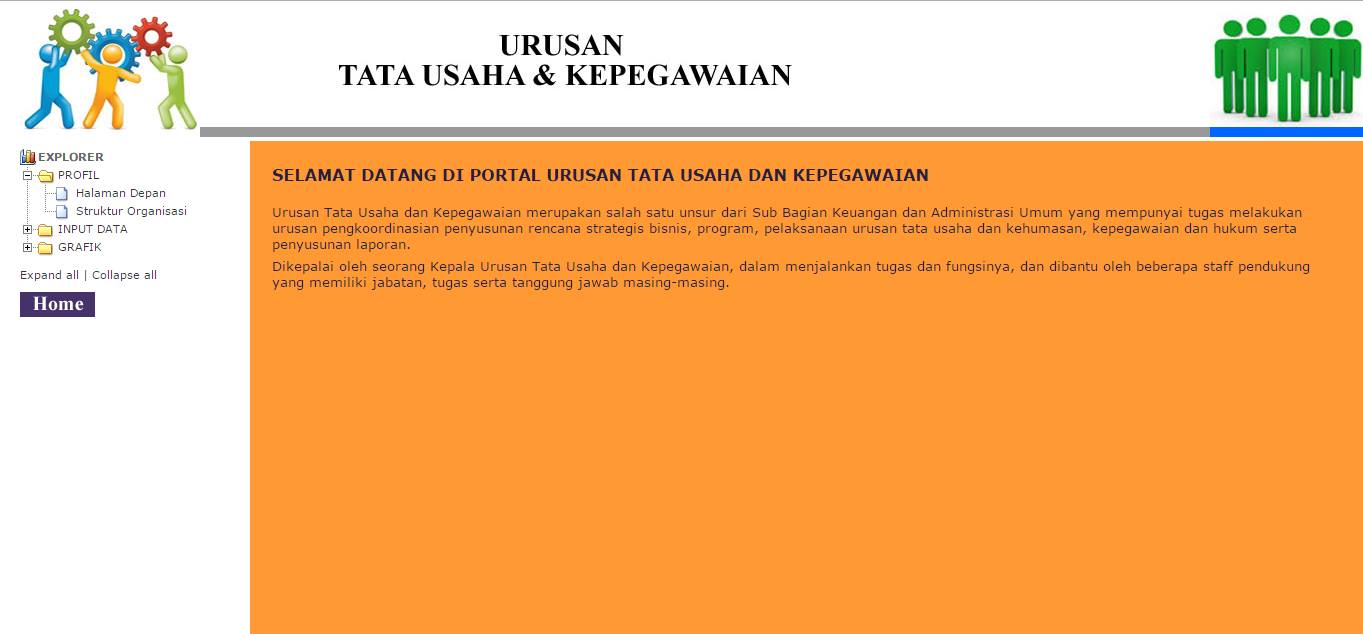 URUSAN
TATA USAHA & KEPEGAWAIAN
EXPLORER
PROFIL
Halaman Depan
Struktur Organisasi
INPUT DATA
GRAFIK
Expand all | Collapse all
Home
SELAMAT DATANG DI PORTAL URUSAN TATA USAHA DAN KEPEGAWAIAN
Urusan Tata Usaha dan Kepegawaian merupakan salah satu unsur dari Sub Bagian Keuangan dan Administrasi Umum yang mempunyai tugas melakukan
urusan pengkoordinasian penyusunan rencana strategis bisnis, program, pelaksanaan urusan tata usaha dan kehumasan, kepegawaian dan hukum serta
penyusunan laporan.
Dikepalai oleh seorang Kepala Urusan Tata Usaha dan Kepegawaian, dalam menjalankan tugas dan fungsinya, dan dibantu oleh beberapa staff pendukung
yang memiliki jabatan, tugas serta tanggung jawab masing-masing.